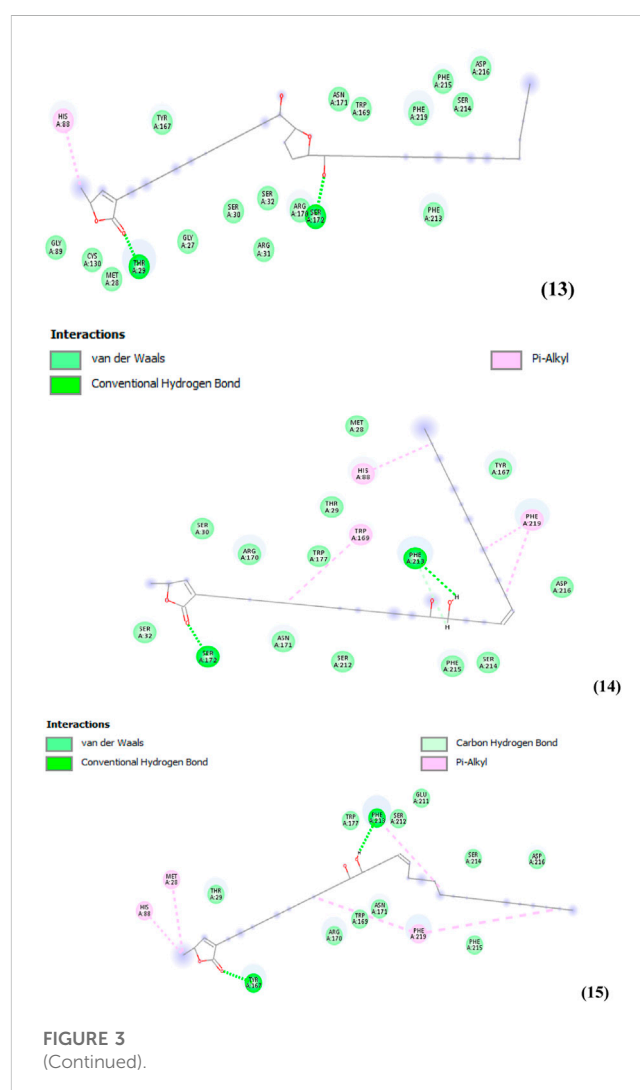 ASP
A:216
PHE
A:215
SER
A:214
HIS
A:88
TYR
A:167
ASN
A:171
TRP
A:169
PHE
A:219
SER
A:32
SER
A:30
ARG
A:170
SER
A:172
PHE
A:213
GLY
A:27
GLY
A:89
CYS
A:130
MET
A:28
THR
A:29
ARG
A:31
O
O
O
O
O
(13)
Interactions
van der Waals
Pi-Alkyl
Conventional Hydrogen Bond
MET
A:28
HIS
A:88
TYR
A:167
THR
A:29
SER
A:30
TRP
A:169
PHE
A:219
ARG
A:170
TRP
A:177
PHE
A:213
ASP
A:216
H
O
O
O
O
H
SER
A:32
SER
A:172
ASN
A:171
SER
A:212
PHE
A:215
SER
A:214
(14)
Interactions
van der Waals
Carbon Hydrogen Bond
Conventional Hydrogen Bond
Pi-Alkyl
GLU
A:211
TRP
A:177
PHE
A:213
SER
A:212
SER
A:214
ASP
A:216
MET
A:28
THR
A:29
HIS
A:88
ASN
A:171
TRP
A:169
ARG
A:170
PHE
A:219
PHE
A:215
O
O
O
O
TYR
A:167
(15)
FIGURE 3
(Continued).